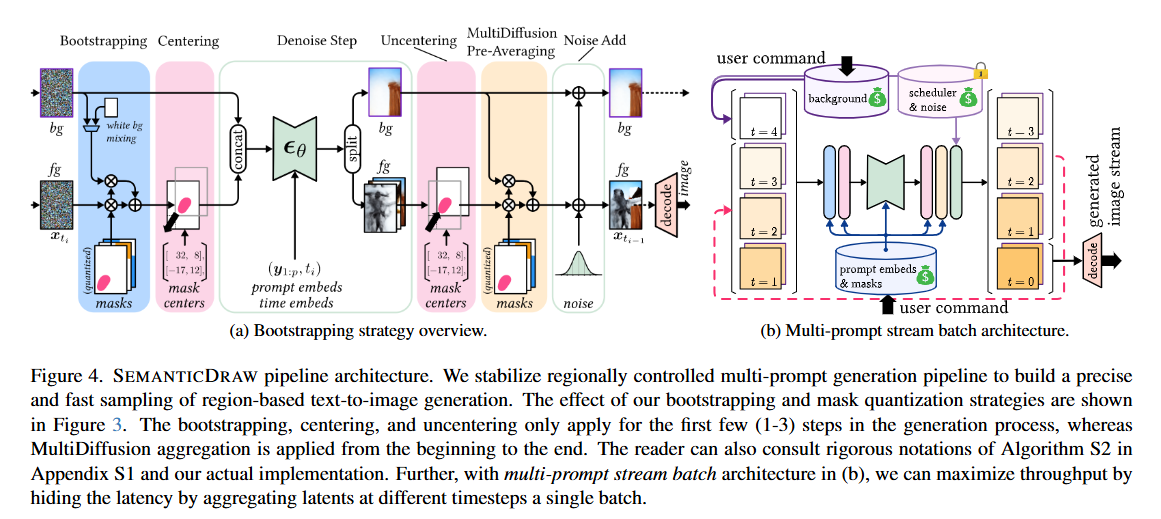 Bootstrapping Centering Denoise Step Uncentering MultiDiffusion Pre-Averaging Noise Add
bg
white bg
mixing
concat
ϵθ
split
bg
bg
fg
fg
fg
x_{t_i}
x_{t_{i-1}}
decode
image
(quantized)
masks
[ 32, 8],
[−17,12],
mask
centers
(y_{1:p}, t_i)
prompt embeds
time embeds
[ 32, 8],
[−17,12],
mask
centers
(quantized)
masks
noise
(a) Bootstrapping strategy overview.
user command
background
scheduler
& noise
t = 4
t = 3
t = 2
t = 1
t − 3
t = 2
t = 1
t = 0
prompt embeds
& masks
user command
decode
generated
image stream
(b) Multi-prompt stream batch architecture.
Figure 4. SEMANTICDRAW pipeline architecture. We stabilize regionally controlled multi-prompt generation pipeline to build a precise
and fast sampling of region-based text-to-image generation. The effect of our bootstrapping and mask quantization strategies are shown
in Figure 3. The bootstrapping, centering, and uncentering only apply for the first few (1-3) steps in the generation process, whereas
MultiDiffusion aggregation is applied from the beginning to the end. The reader can also consult rigorous notations of Algorithm S2 in
Appendix S1 and our actual implementation. Further, with multi-prompt stream batch architecture in (b), we can maximize throughput by
hiding the latency by aggregating latents at different timesteps a single batch.